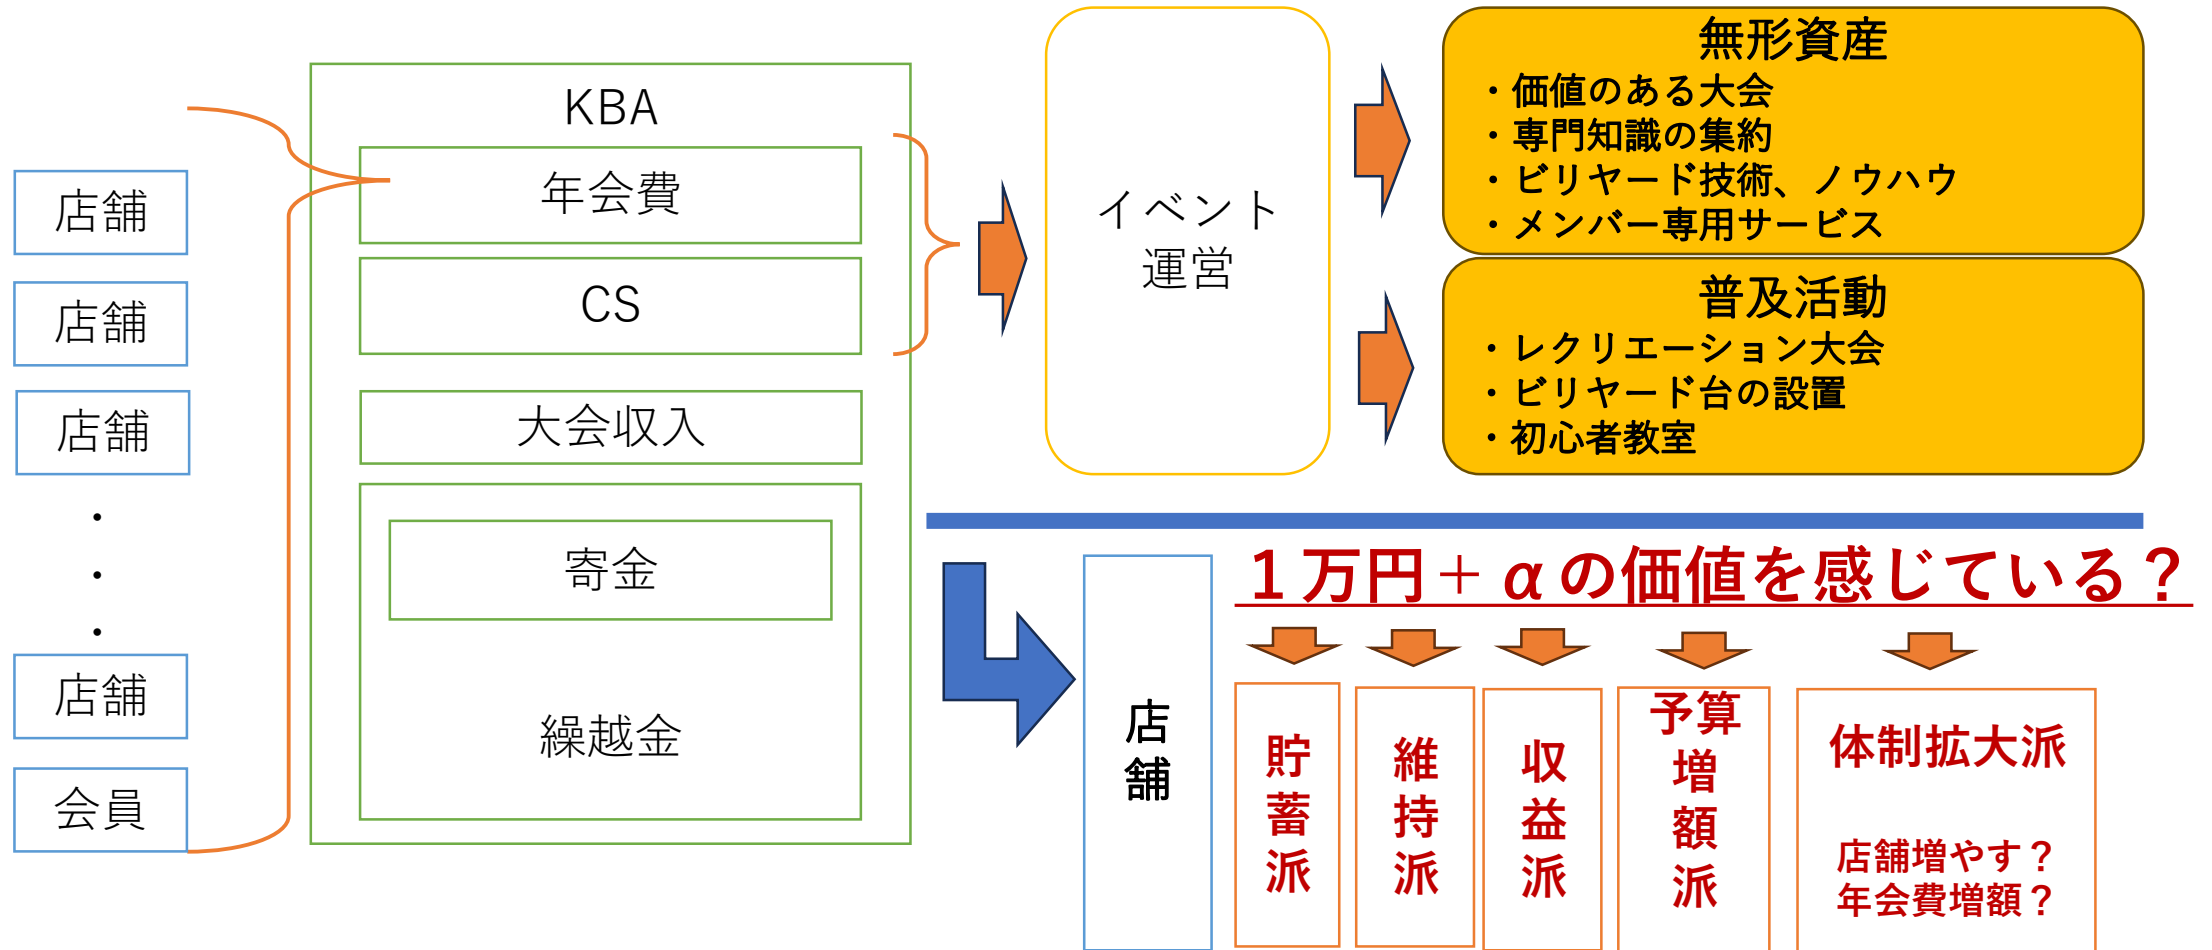 店舗
店舗
店舗
・
・
・
店舗
会員
KBA
年会費
CS
大会収入
寄金
繰越金
イベント
運営
無形資産
・価値のある大会
・専門知識の集約
・ビリヤード技術、ノウハウ
・メンバー専用サービス
普及活動
・レクリエーション大会
・ビリヤード台の設置
・初心者教室
店舗
１万円＋αの価値を感じている？
貯蓄派
維持派
収益派
予算増額派
体制拡大派
店舗増やす？
年会費増額？